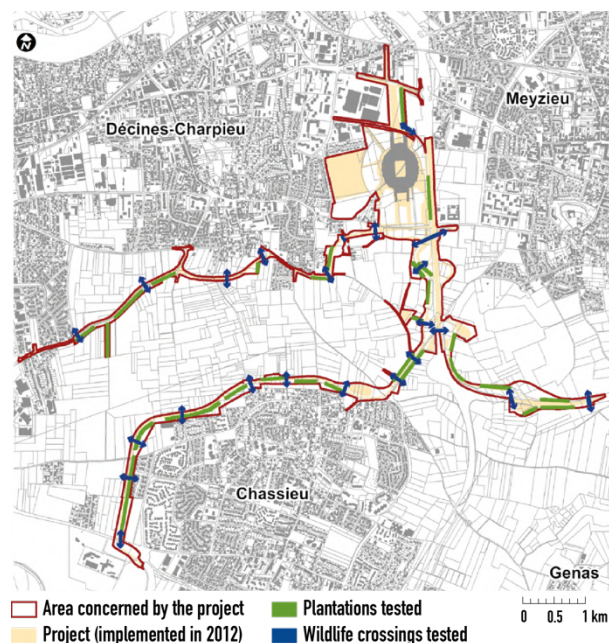 N
Meyzieu
Décines-Charpieu
Chassieu
Genas
Area concerned by the project
Plantations tested
0 0.5 1 km
Project (implemented in 2012)
Wildlife crossings tested